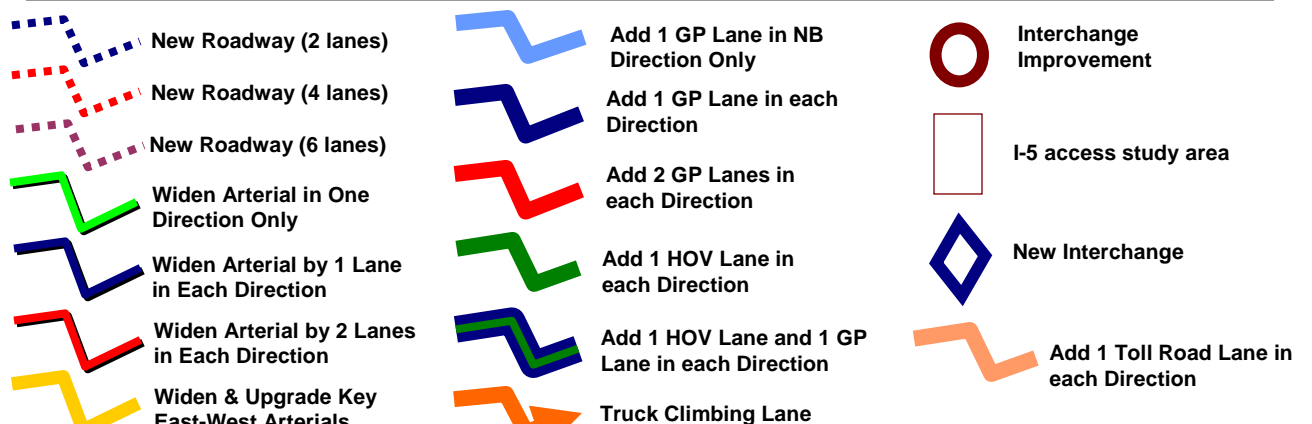 New Roadway (2 lanes)
New Roadway (4 lanes)
New Roadway (6 lanes)
Widen Arterial in One
Direction Only
Widen Arterial by 1 Lane
in Each Direction
Widen Arterial by 2 Lanes
in Each Direction
Widen & Upgrade Key
East-West Arterials
Add 1 GP Lane in NB
Direction Only
Add 1 GP Lane in each
Direction
Add 2 GP Lanes in
each Direction
Add 1 HOV Lane in
each Direction
Add 1 HOV Lane and 1 GP
Lane in each Direction
Truck Climbing Lane
Interchange
Improvement
I-5 access study area
New Interchange
Add 1 Toll Road Lane in
each Direction